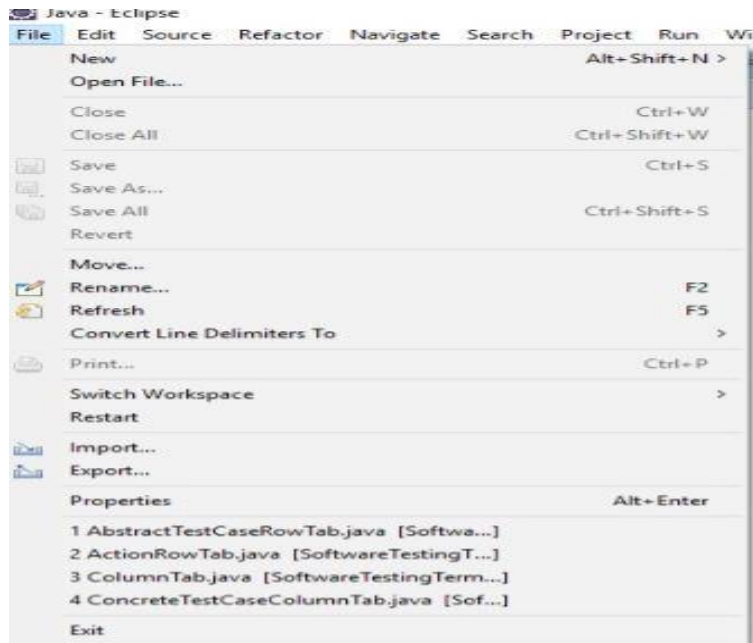 Java - Eclipse
File Edit Source Refactor Navigate Search Project Run Wi
New Alt+Shift+N >
Open File...
Close Ctrl+W
Close All Ctrl+Shift+W
Save Ctrl+S
Save As...
Save All Ctrl+Shift+S
Revert
Move...
Rename... F2
Refresh F5
Convert Line Delimiters To >
Print... Ctrl+P
Switch Workspace >
Restart
Import...
Export...
Properties Alt+Enter
1 AbstractTestCaseRowTab.java [Softwa...]
2 ActionRowTab.java [SoftwareTestingT...]
3 ColumnTab.java [SoftwareTestingTerm...]
4 ConcreteTestCaseColumnTab.java [Sof...]
Exit